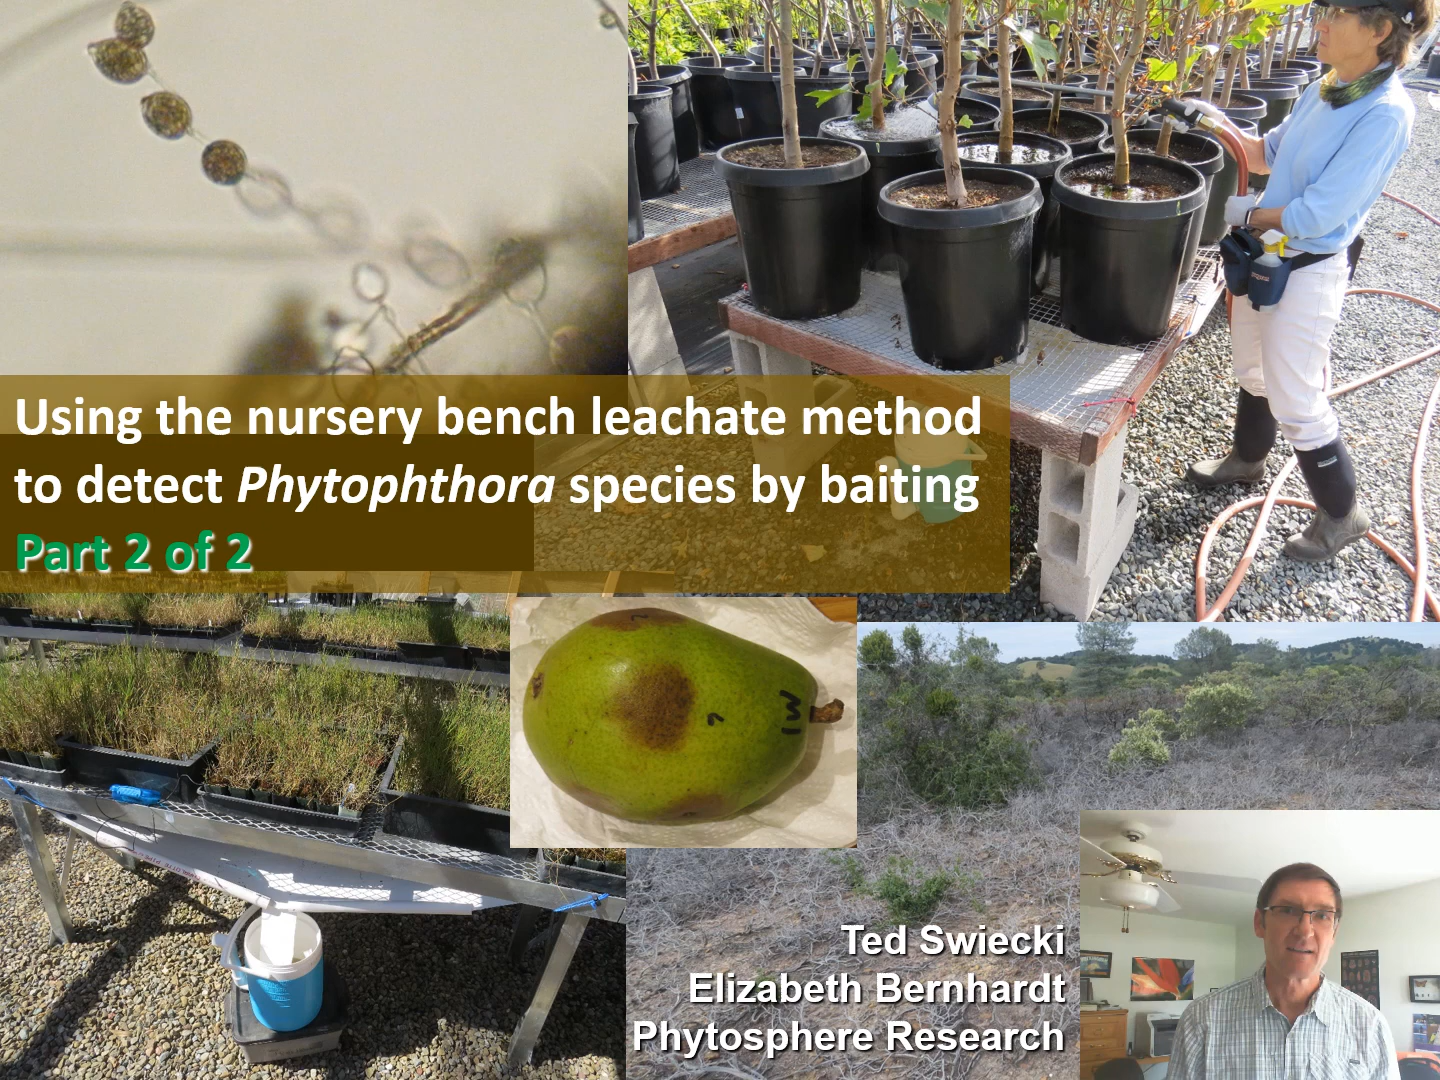 Using the nursery bench leachate method
to detect Phytophthora species by baiting
Part 2 of 2
IW
Ted Swiecki
Elizabeth Bernhardt
Phytosphere Research